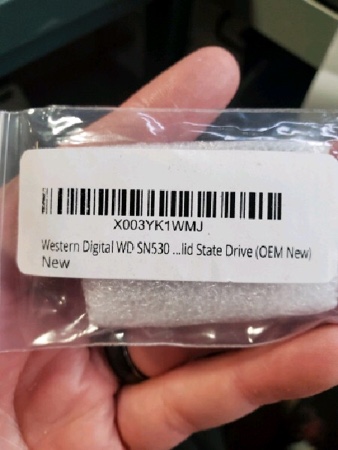 X003YK1WMJ
Western Digital WD SN530 ...lid State Drive (OEM New)
New